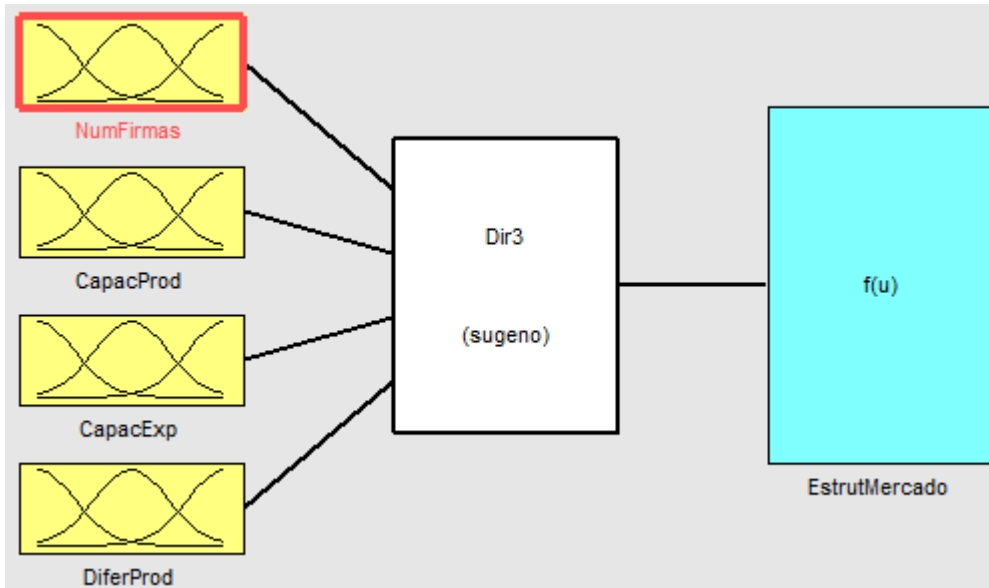 NumFirmas
CapacProd
CapacExp
DiferProd
Dir3
(sugeno)
f(u)
EstrutMercado